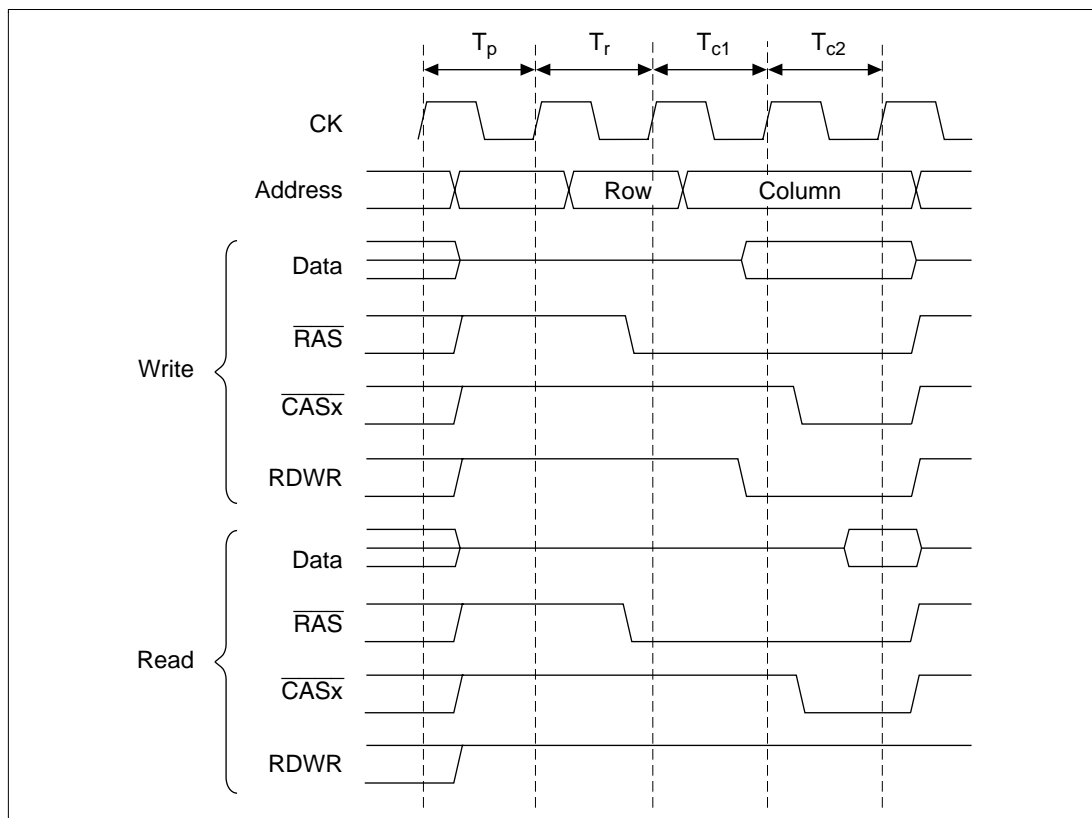 Tp Tr Tc1 Tc2
CK
Address Row Column
Write
Data
RAS
CASx
RDWR
Read
Data
RAS
CASx
RDWR